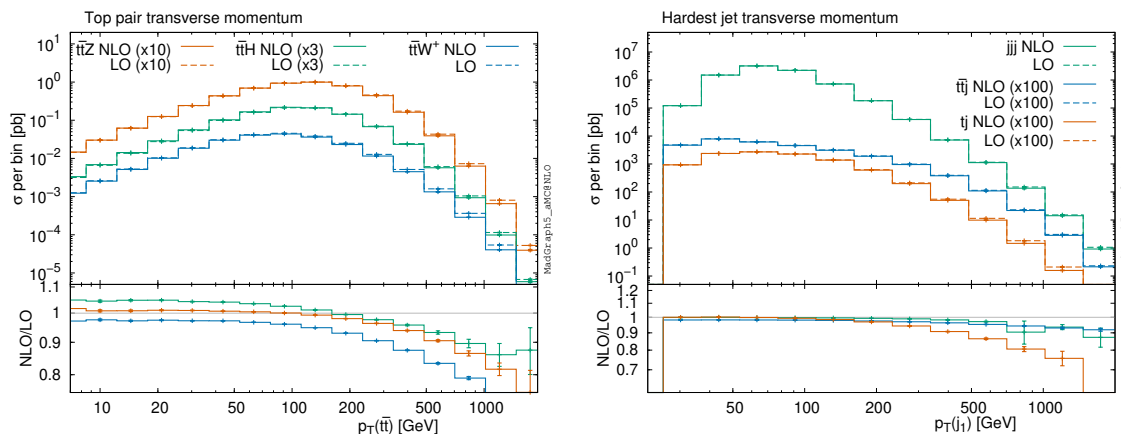 Top pair transverse momentum
tt̄Z NLO (x10)
LO (x10)
tt̄H NLO (x3)
LO (x3)
tt̄W⁺ NLO
LO
σ per bin [pb]
10¹
10⁰
10⁻¹
10⁻²
10⁻³
10⁻⁴
10⁻⁵
MadGraph5_aMC@NLO
NLO/LO
1.1
1
0.9
0.8
10 20 50 100 200 500 1000
p_T(tt̄) [GeV]
Hardest jet transverse momentum
jjj NLO
LO
tt̄j NLO (x100)
LO (x100)
tj NLO (x100)
LO (x100)
σ per bin [pb]
10⁷
10⁶
10⁵
10⁴
10³
10²
10¹
10⁰
10⁻¹
NLO/LO
1.2
1.1
1
0.9
0.8
0.7
50 100 200 500 1000
p_T(j₁) [GeV]